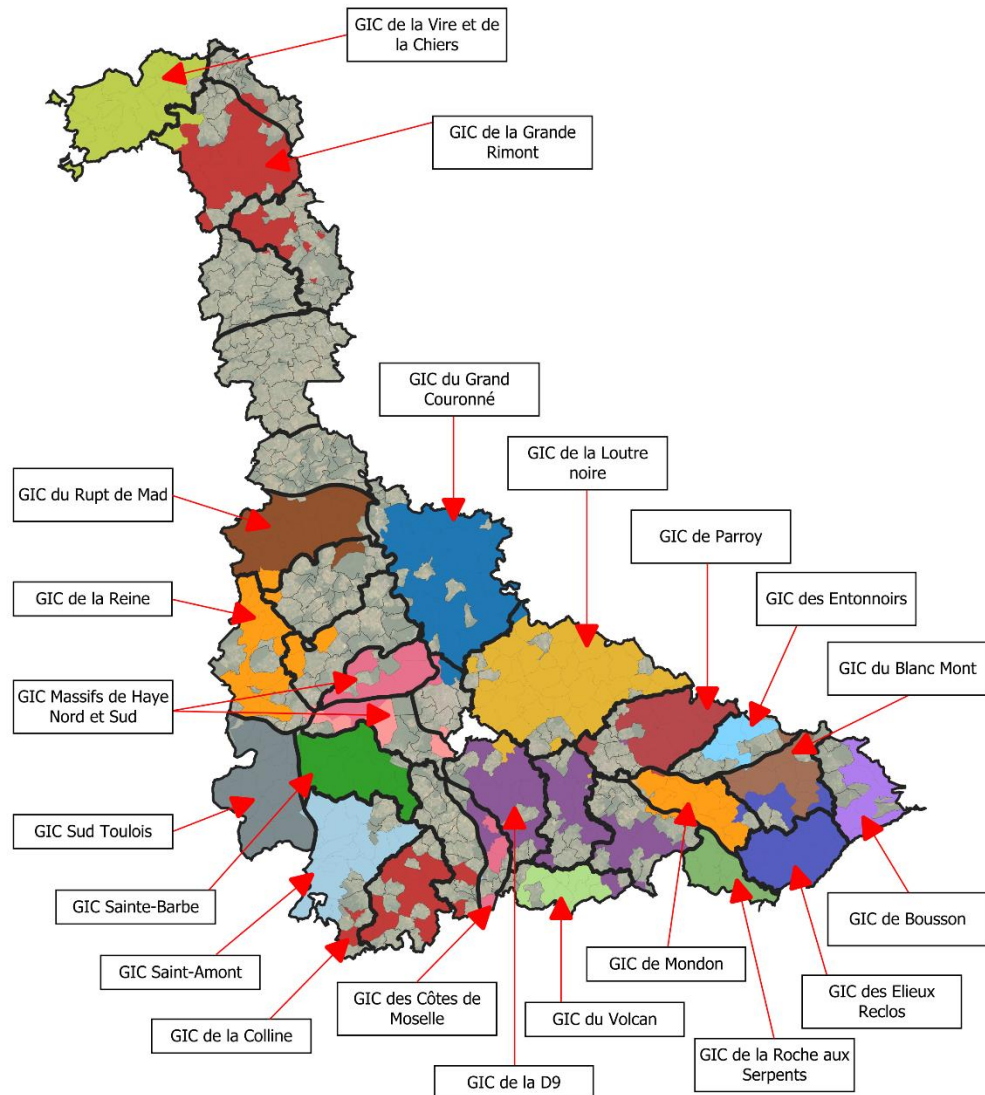 GIC de la Vire et de
la Chiers
GIC de la Grande
Rimont
GIC du Grand
Couronné
GIC de la Loutre
noire
GIC du Rupt de Mad
GIC de Parroy
GIC de la Reine
GIC des Entonnoirs
GIC du Blanc Mont
GIC Massifs de Haye
Nord et Sud
GIC Sud Toulois
GIC Sainte-Barbe
GIC de Bousson
GIC Saint-Amont
GIC de Mondon
GIC des Côtes de
Moselle
GIC du Volcan
GIC des Elieux
Reclos
GIC de la Colline
GIC de la Roche aux
Serpents
GIC de la D9